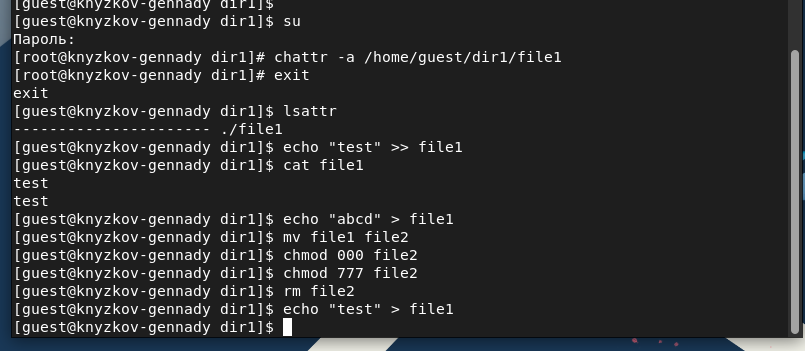 [guest@knyzkov-gennady dir1]$
[guest@knyzkov-gennady dir1]$ su
Пароль:
[root@knyzkov-gennady dir1]# chattr -a /home/guest/dir1/file1
[root@knyzkov-gennady dir1]# exit
exit
[guest@knyzkov-gennady dir1]$ lsattr
---------------------- ./file1
[guest@knyzkov-gennady dir1]$ echo "test" >> file1
[guest@knyzkov-gennady dir1]$ cat file1
test
test
[guest@knyzkov-gennady dir1]$ echo "abcd" > file1
[guest@knyzkov-gennady dir1]$ mv file1 file2
[guest@knyzkov-gennady dir1]$ chmod 000 file2
[guest@knyzkov-gennady dir1]$ chmod 777 file2
[guest@knyzkov-gennady dir1]$ rm file2
[guest@knyzkov-gennady dir1]$ echo "test" > file1
[guest@knyzkov-gennady dir1]$